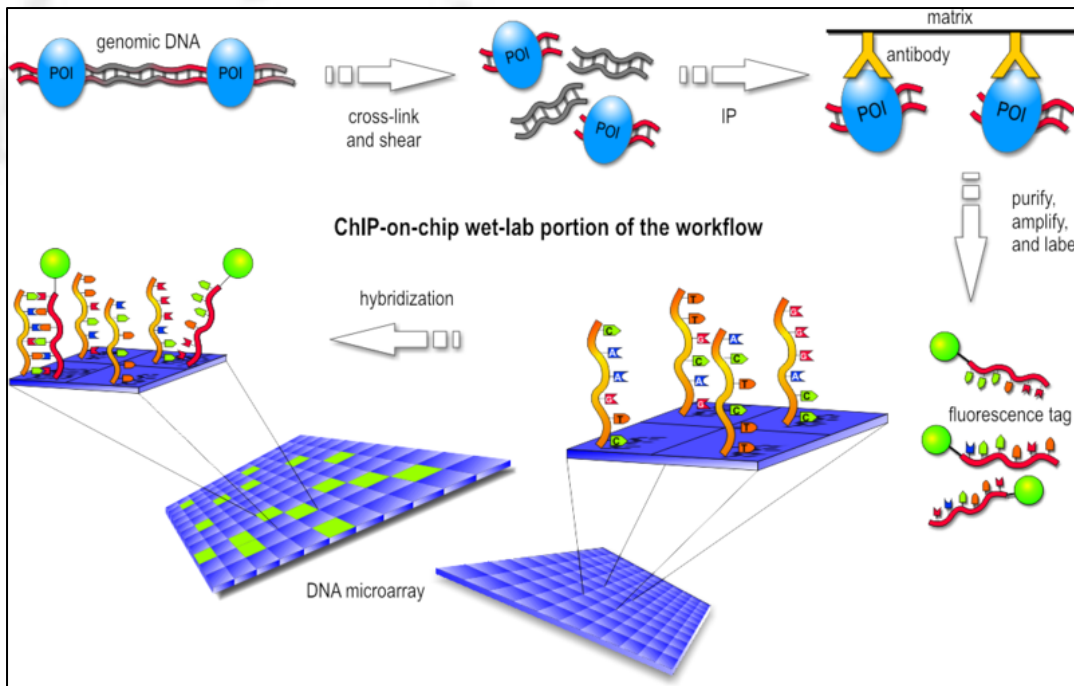 genomic DNA
POI
POI
cross-link
and shear
POI
POI
IP
matrix
antibody
POI
POI
purify,
amplify,
and labe
ChIP-on-chip wet-lab portion of the workflow
hybridization
fluorescence tag
C
A
A
G
T
C
T
T
G
C
A
G
A
C
T
C
T
T
G
G
G
A
C
C
DNA microarray